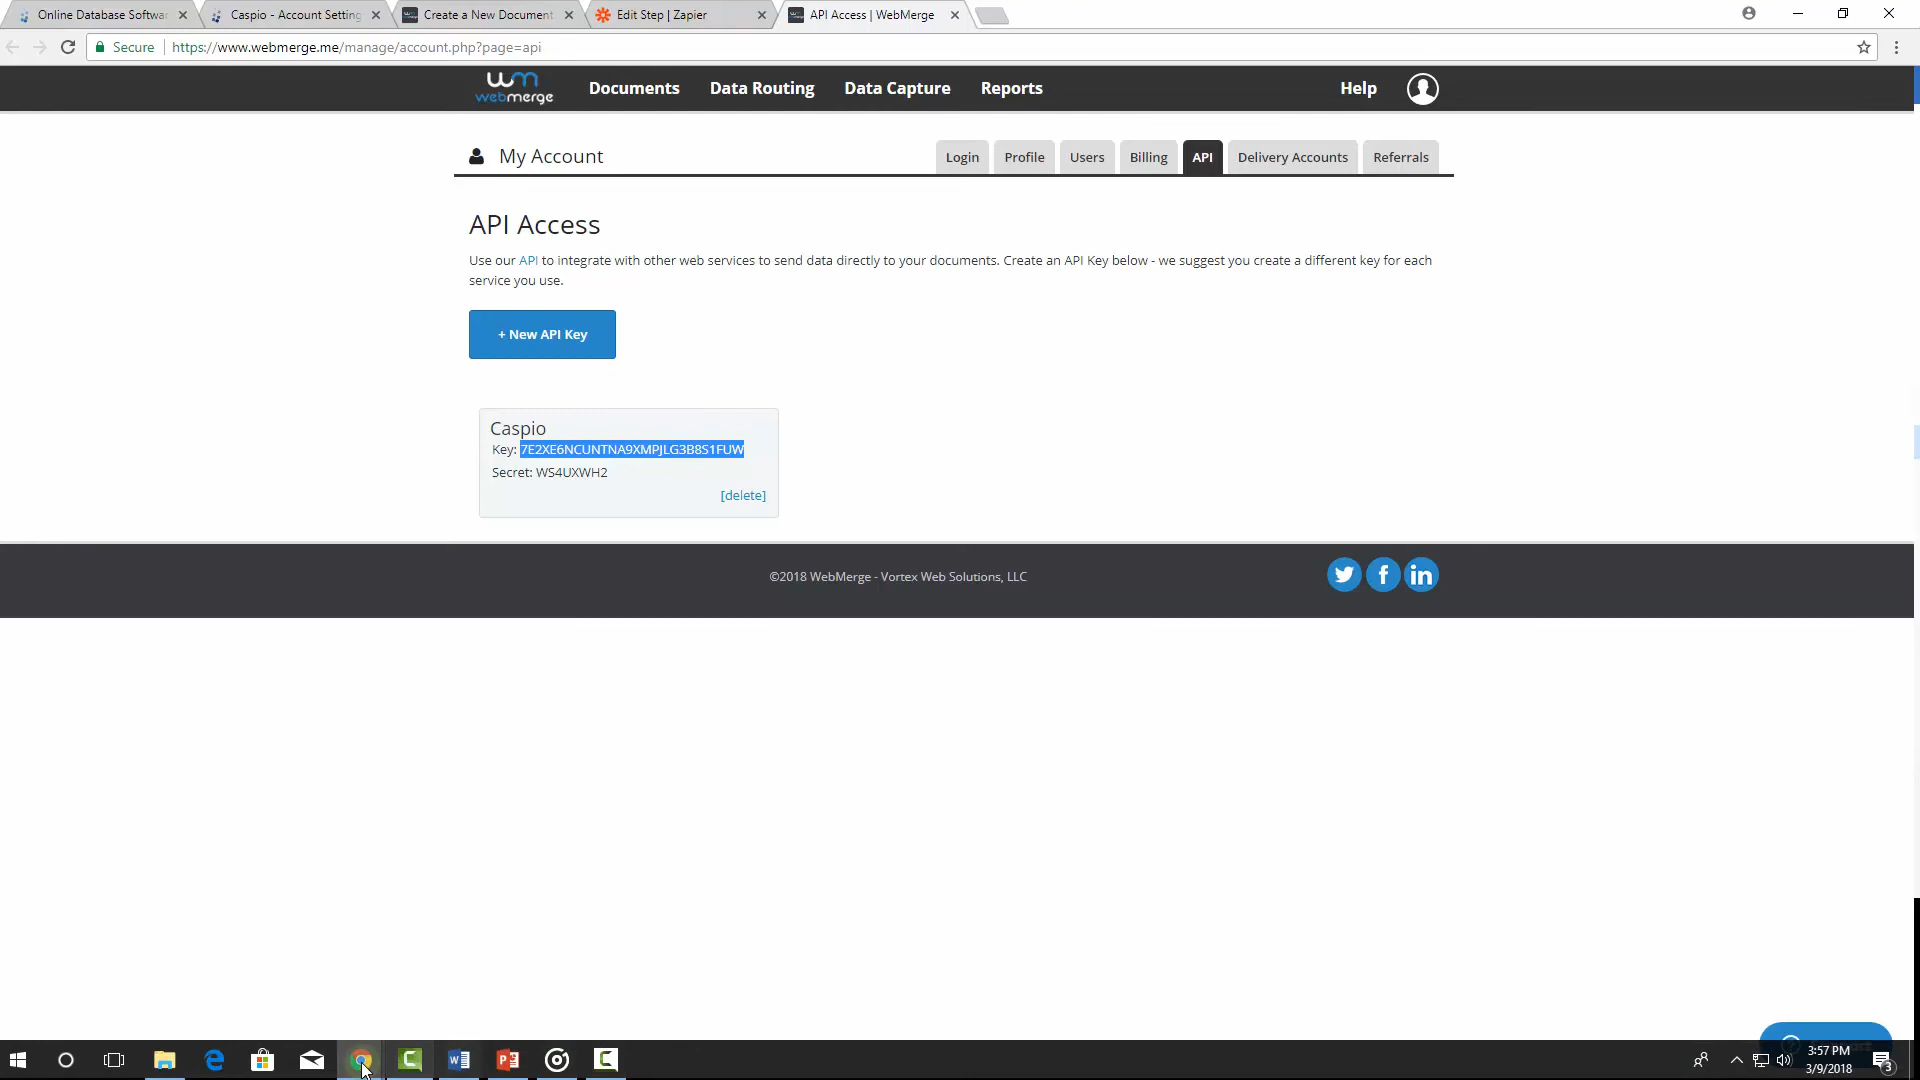 Online Database Softwa
Caspio - Account Setting
Create a New Document
Edit Step | Zapier
API Access | WebMerge
Secure
https://www.webmerge.me/manage/account.php?page=api
wm
webmerge
Documents
Data Routing
Data Capture
Reports
Help
My Account
Login
Profile
Users
Billing
API
Delivery Accounts
Referrals
API Access
Use our API to integrate with other web services to send data directly to your documents. Create an API Key below - we suggest you create a different key for each
service you use.
+ New API Key
Caspio
Key: 7E2XE6NCUNTNA9XMPJLG3B8S1FUW
Secret: WS4UXWH2
[delete]
©2018 WebMerge - Vortex Web Solutions, LLC
3:57 PM
3/9/2018
3